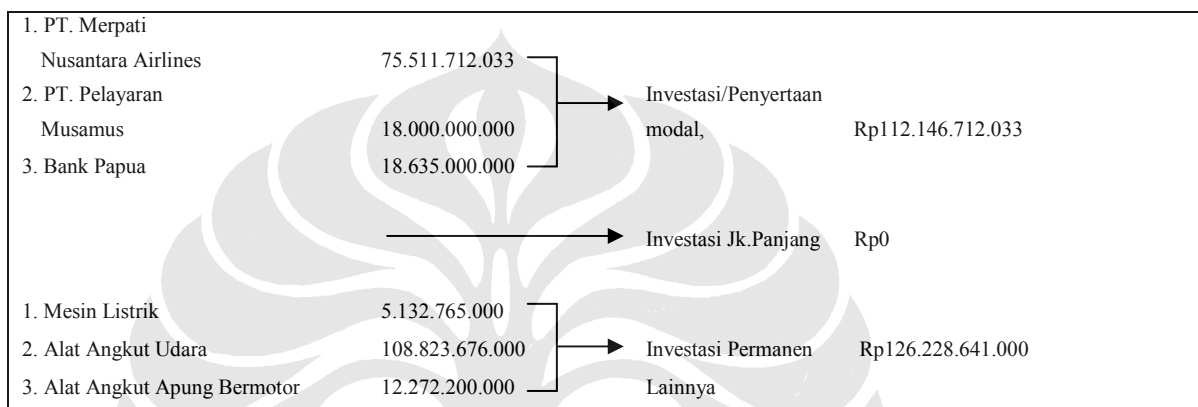 1. PT. Merpati
Nusantara Airlines 75.511.712.033
2. PT. Pelayaran Investasi/Penyertaan
Musamus 18.000.000.000 modal, Rp112.146.712.033
3. Bank Papua 18.635.000.000
Investasi Jk.Panjang Rp0
1. Mesin Listrik 5.132.765.000
2. Alat Angkut Udara 108.823.676.000 Investasi Permanen Rp126.228.641.000
3. Alat Angkut Apung Bermotor 12.272.200.000 Lainnya